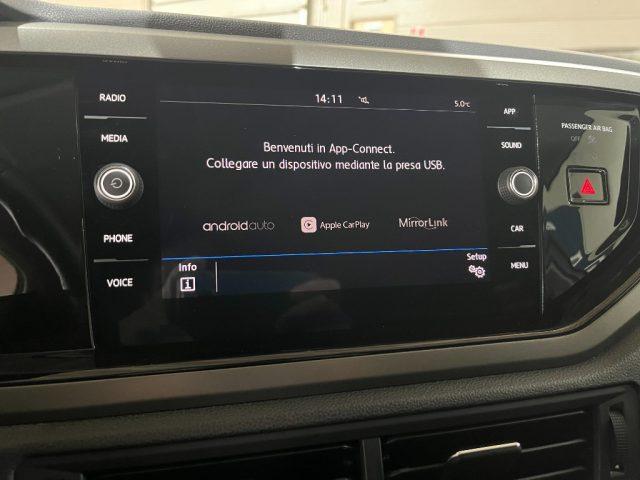 RADIO
MEDIA
PHONE
VOICE
14:11
5.0°C
Benvenuti in App-Connect.
Collegare un dispositivo mediante la presa USB.
androidauto
Apple CarPlay
MirrorLink
Info
i
Setup
APP
SOUND
CAR
MENU
PASSENGER AIR BAG
OFF